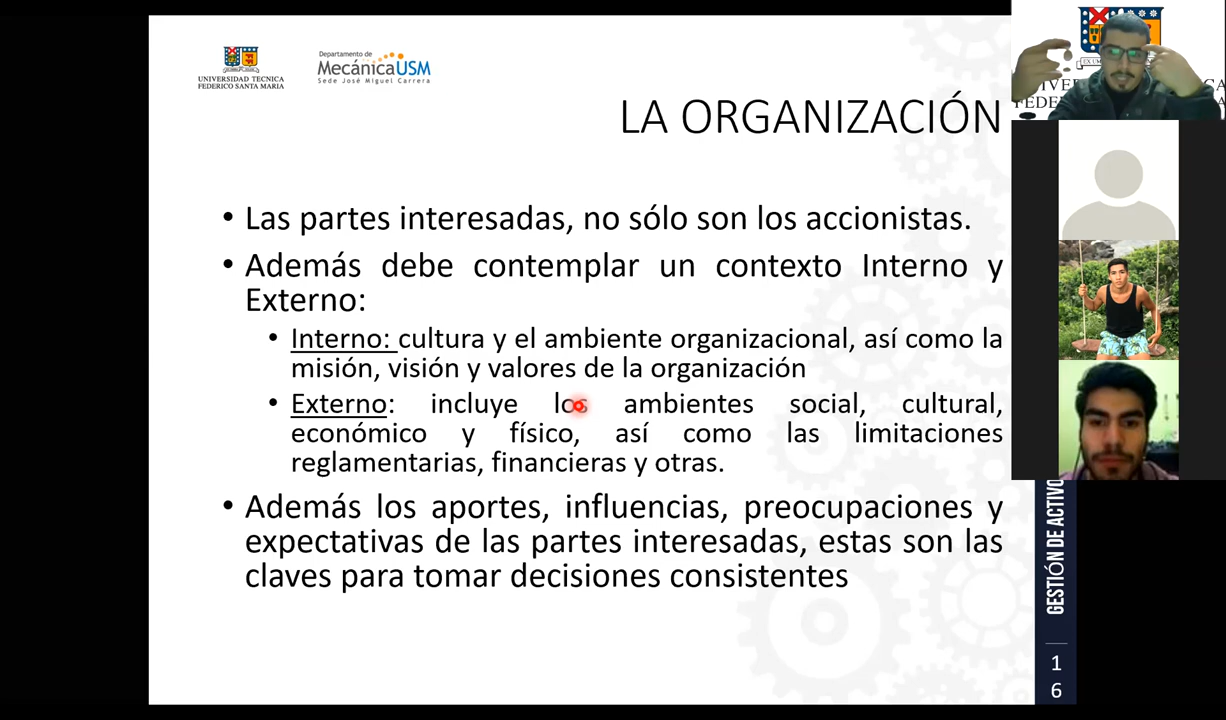 UNIVERSIDAD TECNICA
FEDERICO SANTA MARIA
Departamento de
MecánicaUSM
Sede José Miguel Carrera
LA ORGANIZACIÓN
• Las partes interesadas, no sólo son los accionistas.
• Además debe contemplar un contexto Interno y
Externo:
• Interno: cultura y el ambiente organizacional, así como la
misión, visión y valores de la organización
• Externo: incluye los ambientes social, cultural,
económico y físico, así como las limitaciones
reglamentarias, financieras y otras.
• Además los aportes, influencias, preocupaciones y
expectativas de las partes interesadas, estas son las
claves para tomar decisiones consistentes
GESTIÓN DE ACTIVO
1
6